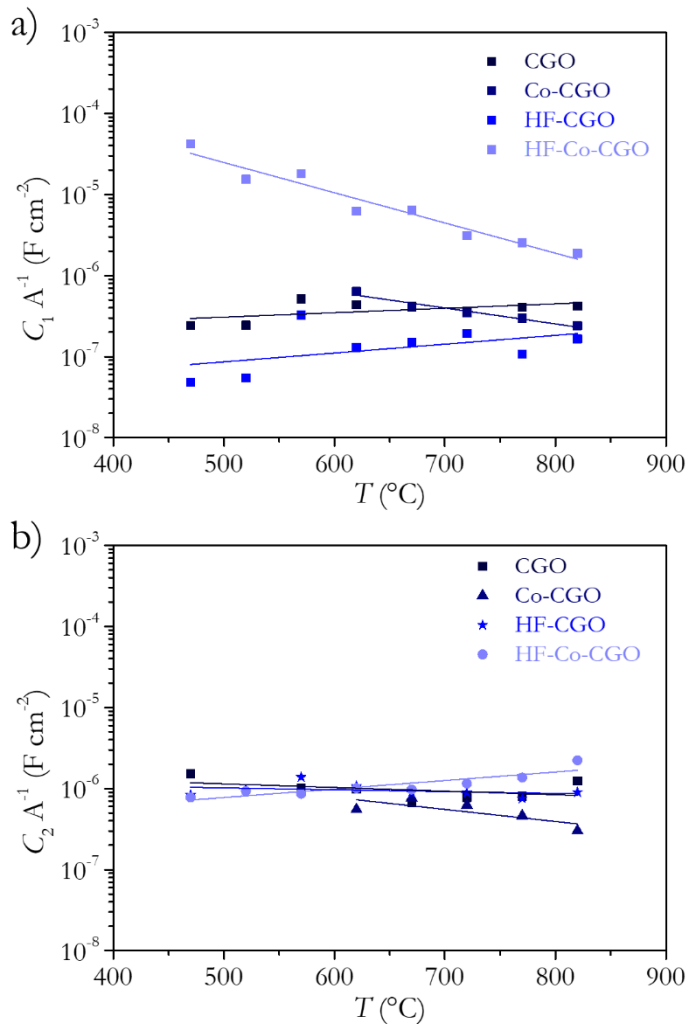 a)
10⁻³
10⁻⁴
10⁻⁵
10⁻⁶
10⁻⁷
10⁻⁸
C₁ A⁻¹ (F cm⁻²)
CGO
Co-CGO
HF-CGO
HF-Co-CGO
400 500 600 700 800 900
T (°C)
b)
10⁻³
10⁻⁴
10⁻⁵
10⁻⁶
10⁻⁷
10⁻⁸
C₂ A⁻¹ (F cm⁻²)
CGO
Co-CGO
HF-CGO
HF-Co-CGO
400 500 600 700 800 900
T (°C)